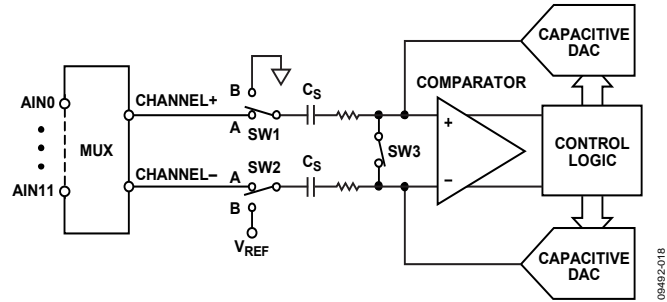 CAPACITIVE
DAC
B
CS
COMPARATOR
AIN0
CHANNEL+
A
SW1
+
MUX
SW3
CONTROL
LOGIC
SW2
CS
CHANNEL–
A
–
AIN11
B
VREF
CAPACITIVE
DAC
09492-018